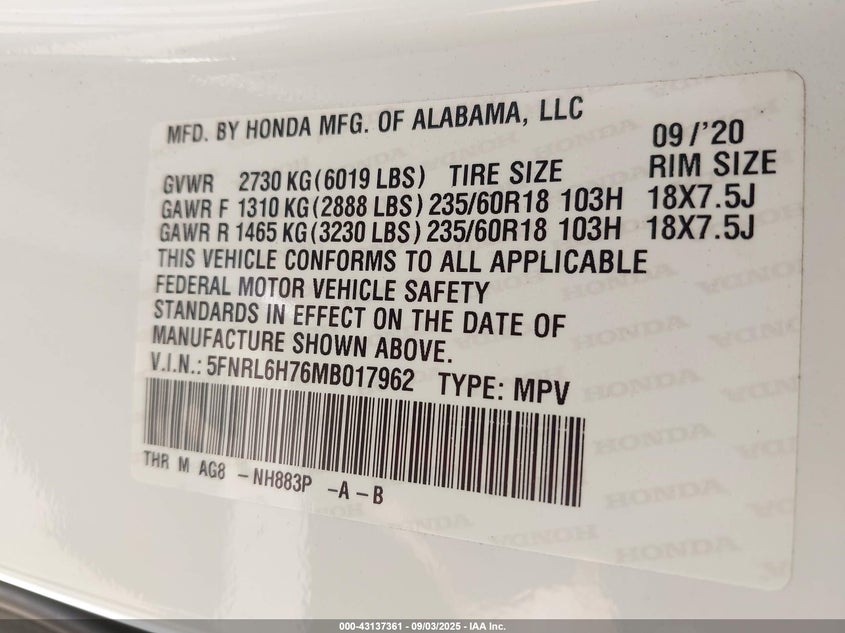 MFD. BY HONDA MFG. OF ALABAMA, LLC
09/'20
GVWR 2730 KG(6019 LBS) TIRE SIZE RIM SIZE
GAWR F 1310 KG(2888 LBS) 235/60R18 103H 18X7.5J
GAWR R 1465 KG(3230 LBS) 235/60R18 103H 18X7.5J
THIS VEHICLE CONFORMS TO ALL APPLICABLE
FEDERAL MOTOR VEHICLE SAFETY
STANDARDS IN EFFECT ON THE DATE OF
MANUFACTURE SHOWN ABOVE.
V.I.N.: 5FNRL6H76MB017962 TYPE: MPV
THR M AG8 -NH883P -A-B
000-43137361 - 09/03/2025 - IAA Inc.